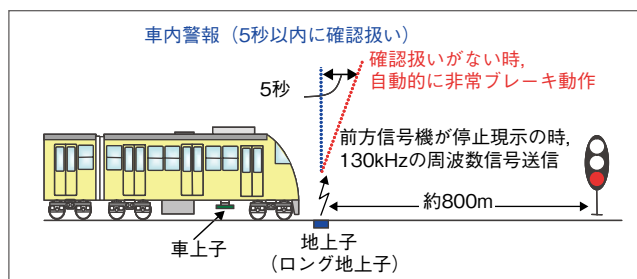 車内警報（5秒以内に確認扱い）
確認扱いがない時，
自動的に非常ブレーキ動作
5秒
前方信号機が停止現示の時，
130kHzの周波数信号送信
約800m
車上子
地上子
（ロング地上子）